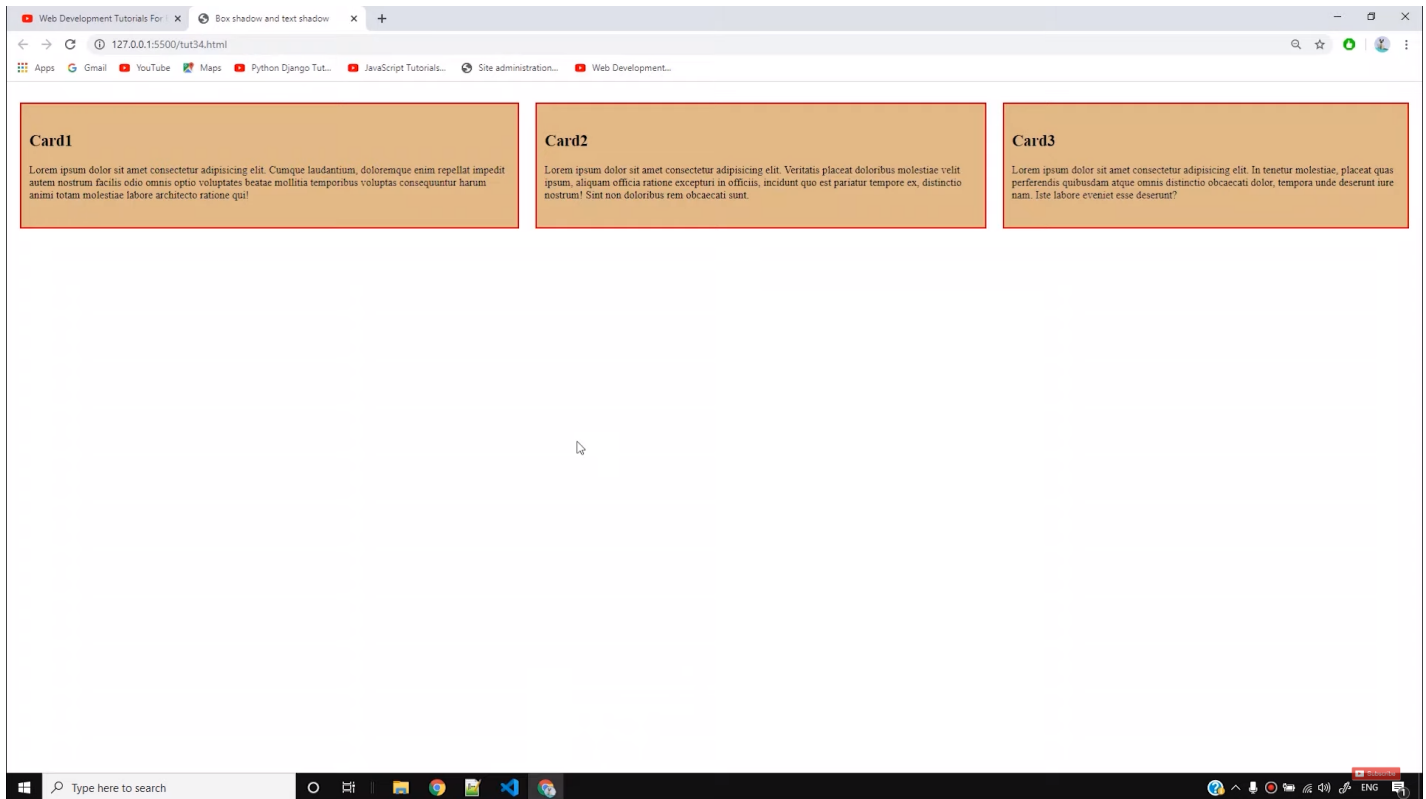 Web Development Tutorials For
Box shadow and text shadow
127.0.0.1:5500/tut34.html
Apps
Gmail
YouTube
Maps
Python Django Tut...
JavaScript Tutorials...
Site administration...
Web Development...
Card1
Lorem ipsum dolor sit amet consectetur adipisicing elit. Cumque laudantium, doloremque enim repellat impedit
autem nostrum facilis odio omnis optio voluptates beatae mollitia temporibus voluptas consequuntur harum
animi totam molestiae labore architecto ratione qui!
Card2
Lorem ipsum dolor sit amet consectetur adipisicing elit. Veritatis placeat doloribus molestiae velit
ipsum, aliquam officia ratione excepturi in officiis, incidunt quo est pariatur tempore ex, distinctio
nostrum! Sint non doloribus rem obcaecati sunt.
Card3
Lorem ipsum dolor sit amet consectetur adipisicing elit. In tenetur molestiae, placeat quas
perferendis quibusdam atque omnis distinctio obcaecati dolor, tempora unde deserunt iure
nam. Iste labore eveniet esse deserunt?
Subscribe
Type here to search
ENG